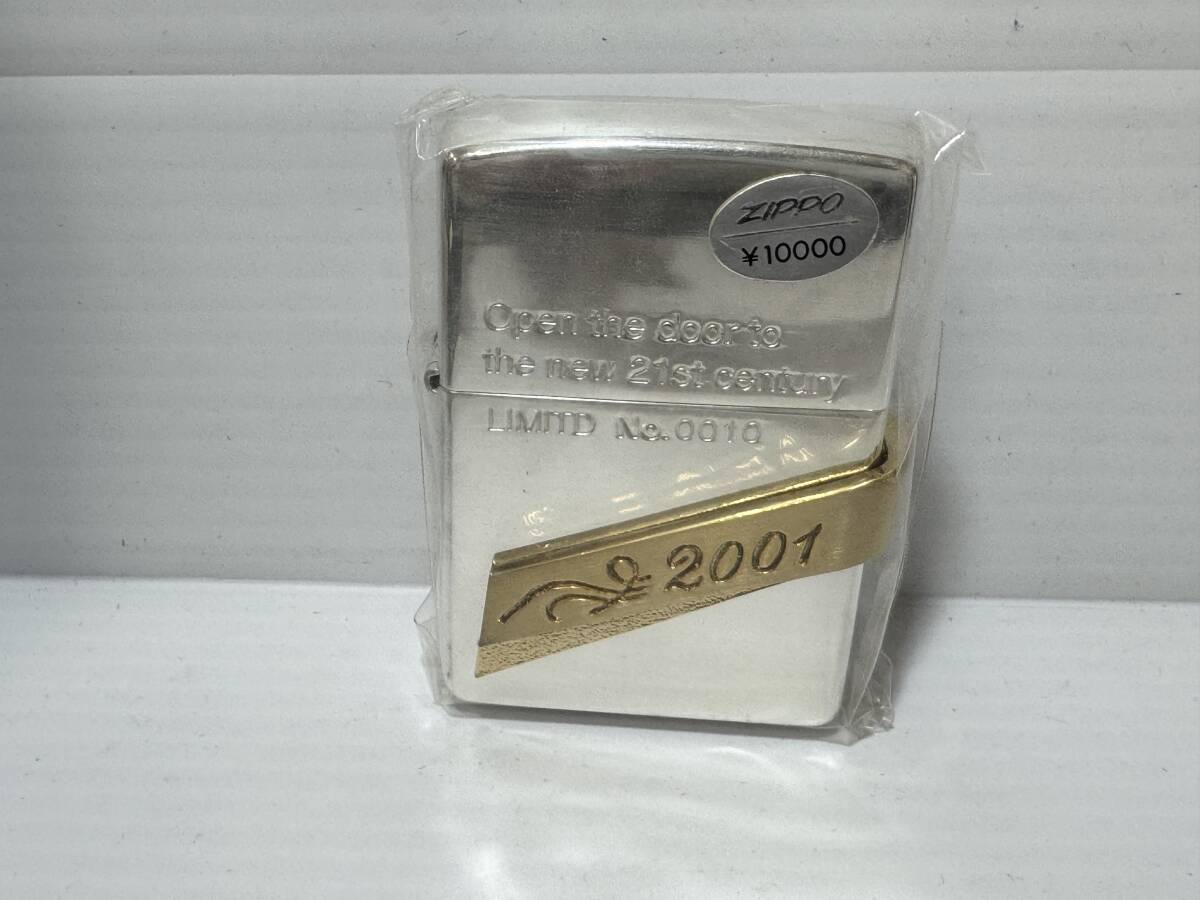 ZIPPO
¥10000
Open the door to
the new 21st century
LIMITD No.0010
2001